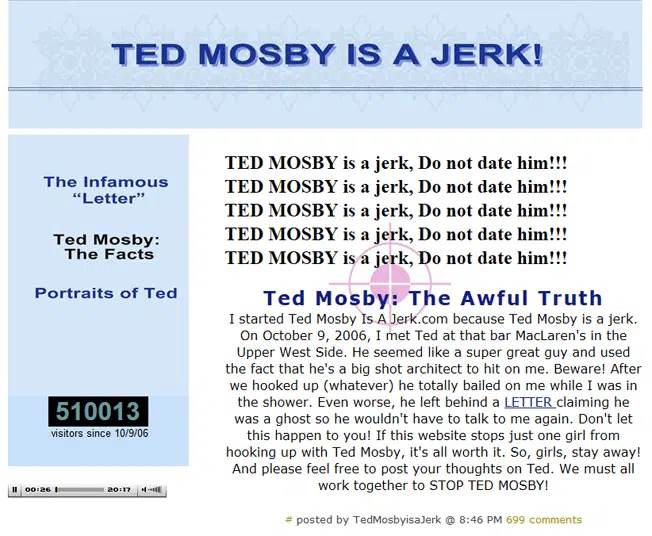 TED MOSBY IS A JERK!
The Infamous
“Letter”
Ted Mosby:
The Facts
Portraits of Ted
510013
visitors since 10/9/06
00:26
20:17
TED MOSBY is a jerk, Do not date him!!!
TED MOSBY is a jerk, Do not date him!!!
TED MOSBY is a jerk, Do not date him!!!
TED MOSBY is a jerk, Do not date him!!!
TED MOSBY is a jerk, Do not date him!!!
Ted Mosby: The Awful Truth
I started Ted Mosby Is A Jerk.com because Ted Mosby is a jerk.
On October 9, 2006, I met Ted at that bar MacLaren's in the
Upper West Side. He seemed like a super great guy and used
the fact that he's a big shot architect to hit on me. Beware! After
we hooked up (whatever) he totally bailed on me while I was in
the shower. Even worse, he left behind a LETTER claiming he
was a ghost so he wouldn't have to talk to me again. Don't let
this happen to you! If this website stops just one girl from
hooking up with Ted Mosby, it's all worth it. So, girls, stay away!
And please feel free to post your thoughts on Ted. We must all
work together to STOP TED MOSBY!
# posted by TedMosbyisaJerk @ 8:46 PM 699 comments